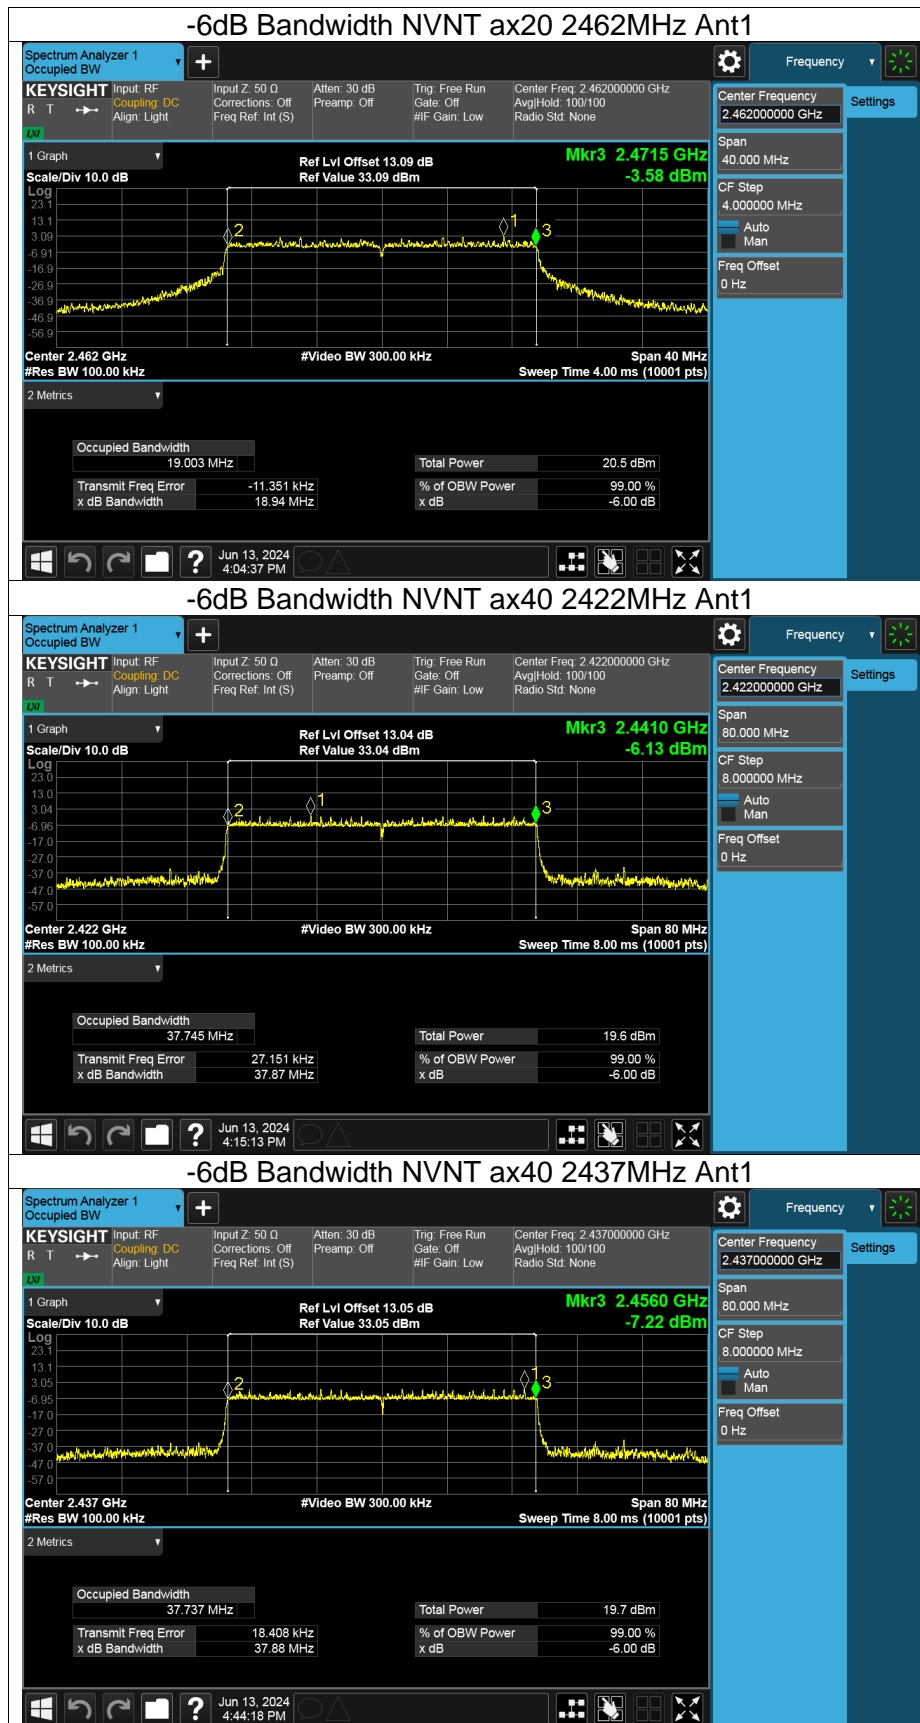 -6dB Bandwidth NVNT ax20 2462MHz Ant1
Spectrum Analyzer 1
Occupied BW
Frequency
KEYSIGHT
R T
LXI
Input: RF
Coupling: DC
Align: Light
Input Z: 50 Ω
Corrections: Off
Freq Ref: Int (S)
Atten: 30 dB
Preamp: Off
Trig: Free Run
Gate: Off
#IF Gain: Low
Center Freq: 2.462000000 GHz
Avg|Hold: 100/100
Radio Std: None
Center Frequency
2.462000000 GHz
Settings
Span
40.000 MHz
CF Step
4.000000 MHz
Auto
Man
Freq Offset
0 Hz
1 Graph
Scale/Div 10.0 dB
Ref Lvl Offset 13.09 dB
Ref Value 33.09 dBm
Mkr3 2.4715 GHz
-3.58 dBm
Log
23.1
13.1
3.09
-6.91
-16.9
-26.9
-36.9
-46.9
-56.9
2
1
3
Center 2.462 GHz
#Res BW 100.00 kHz
#Video BW 300.00 kHz
Span 40 MHz
Sweep Time 4.00 ms (10001 pts)
2 Metrics
Occupied Bandwidth
19.003 MHz
Total Power 20.5 dBm
Transmit Freq Error -11.351 kHz
% of OBW Power 99.00 %
x dB Bandwidth 18.94 MHz
x dB -6.00 dB
?
Jun 13, 2024
4:04:37 PM
-6dB Bandwidth NVNT ax40 2422MHz Ant1
Spectrum Analyzer 1
Occupied BW
Frequency
KEYSIGHT
R T
LXI
Input: RF
Coupling: DC
Align: Light
Input Z: 50 Ω
Corrections: Off
Freq Ref: Int (S)
Atten: 30 dB
Preamp: Off
Trig: Free Run
Gate: Off
#IF Gain: Low
Center Freq: 2.422000000 GHz
Avg|Hold: 100/100
Radio Std: None
Center Frequency
2.422000000 GHz
Settings
Span
80.000 MHz
CF Step
8.000000 MHz
Auto
Man
Freq Offset
0 Hz
1 Graph
Scale/Div 10.0 dB
Ref Lvl Offset 13.04 dB
Ref Value 33.04 dBm
Mkr3 2.4410 GHz
-6.13 dBm
Log
23.0
13.0
3.04
-6.96
-17.0
-27.0
-37.0
-47.0
-57.0
2
1
3
Center 2.422 GHz
#Res BW 100.00 kHz
#Video BW 300.00 kHz
Span 80 MHz
Sweep Time 8.00 ms (10001 pts)
2 Metrics
Occupied Bandwidth
37.745 MHz
Total Power 19.6 dBm
Transmit Freq Error 27.151 kHz
% of OBW Power 99.00 %
x dB Bandwidth 37.87 MHz
x dB -6.00 dB
?
Jun 13, 2024
4:15:13 PM
-6dB Bandwidth NVNT ax40 2437MHz Ant1
Spectrum Analyzer 1
Occupied BW
Frequency
KEYSIGHT
R T
LXI
Input: RF
Coupling: DC
Align: Light
Input Z: 50 Ω
Corrections: Off
Freq Ref: Int (S)
Atten: 30 dB
Preamp: Off
Trig: Free Run
Gate: Off
#IF Gain: Low
Center Freq: 2.437000000 GHz
Avg|Hold: 100/100
Radio Std: None
Center Frequency
2.437000000 GHz
Settings
Span
80.000 MHz
CF Step
8.000000 MHz
Auto
Man
Freq Offset
0 Hz
1 Graph
Scale/Div 10.0 dB
Ref Lvl Offset 13.05 dB
Ref Value 33.05 dBm
Mkr3 2.4560 GHz
-7.22 dBm
Log
23.1
13.1
3.05
-6.95
-17.0
-27.0
-37.0
-47.0
-57.0
2
1
3
Center 2.437 GHz
#Res BW 100.00 kHz
#Video BW 300.00 kHz
Span 80 MHz
Sweep Time 8.00 ms (10001 pts)
2 Metrics
Occupied Bandwidth
37.737 MHz
Total Power 19.7 dBm
Transmit Freq Error 18.408 kHz
% of OBW Power 99.00 %
x dB Bandwidth 37.88 MHz
x dB -6.00 dB
?
Jun 13, 2024
4:44:18 PM